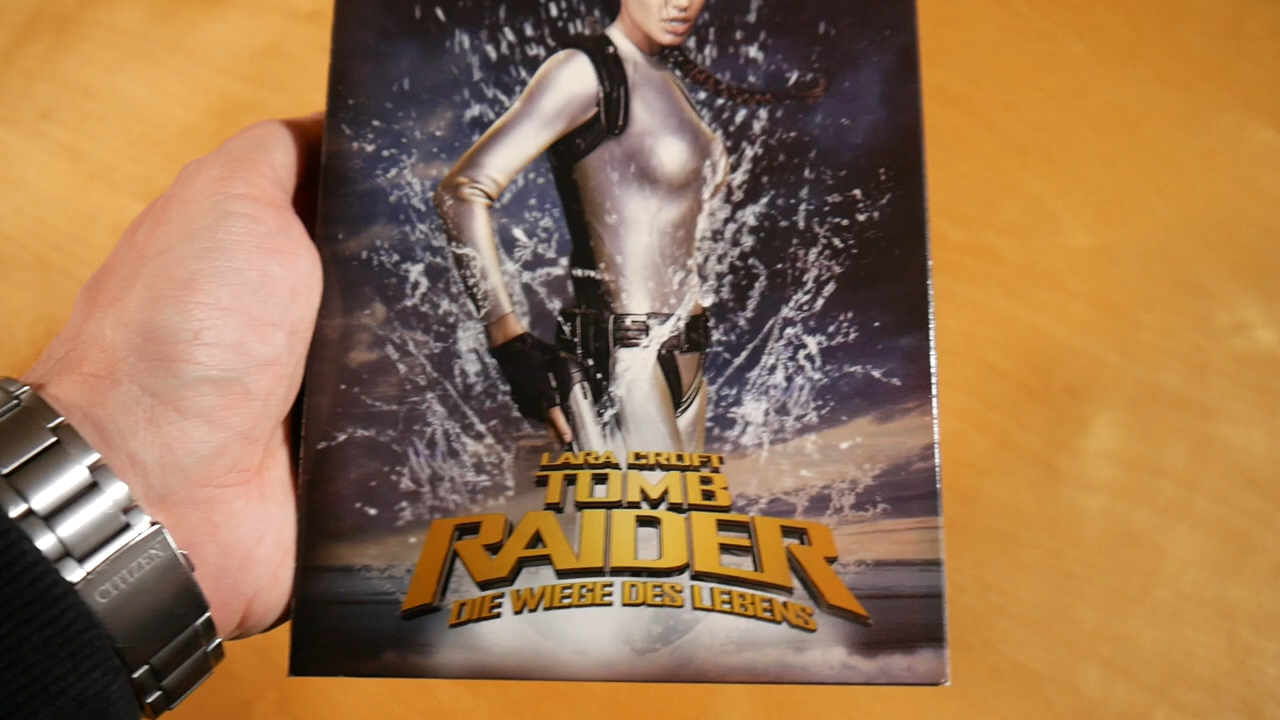 LARA CROFT
TOMB
RAIDER
DIE WIEGE DES LEBENS
CITIZEN